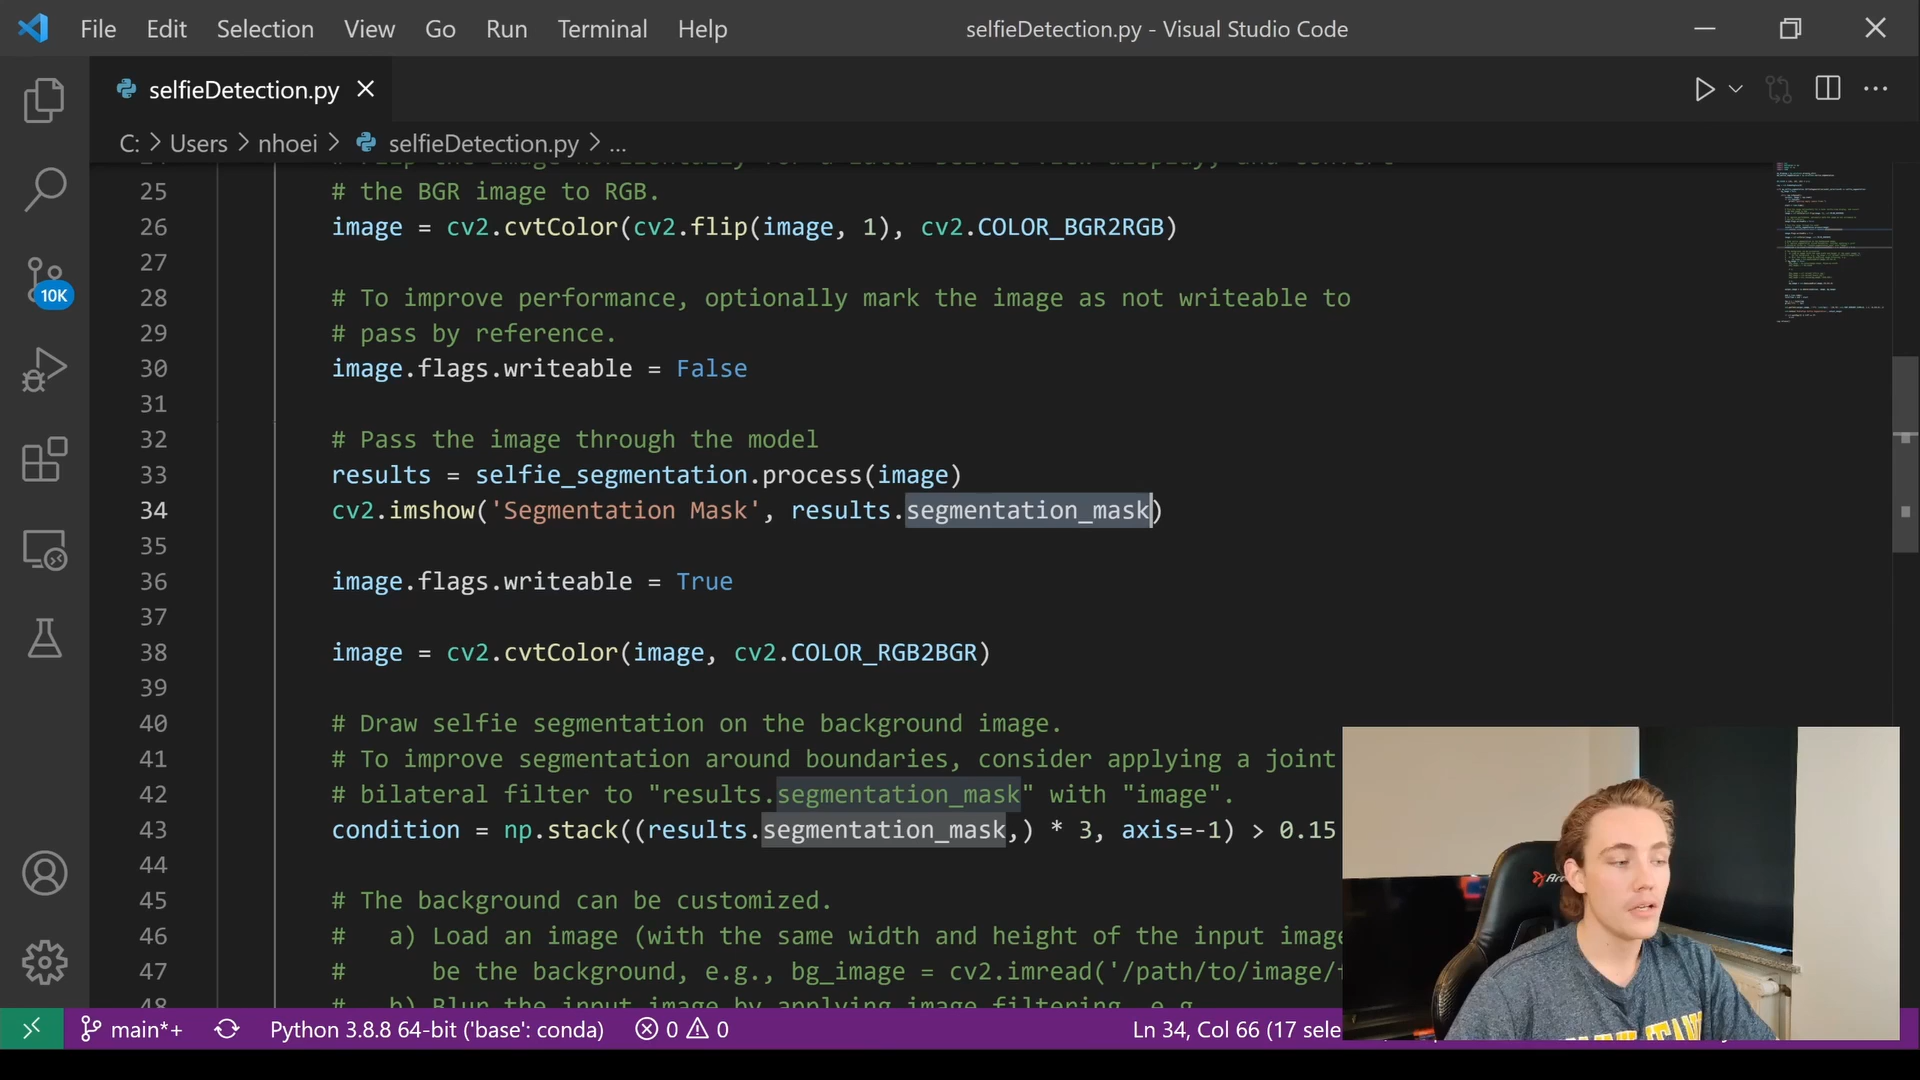 File Edit Selection View Go Run Terminal Help
selfieDetection.py - Visual Studio Code
selfieDetection.py
C: > Users > nhoei > selfieDetection.py > ...
25 # the BGR image to RGB.
26 image = cv2.cvtColor(cv2.flip(image, 1), cv2.COLOR_BGR2RGB)
27
28 # To improve performance, optionally mark the image as not writeable to
29 # pass by reference.
30 image.flags.writeable = False
31
32 # Pass the image through the model
33 results = selfie_segmentation.process(image)
34 cv2.imshow('Segmentation Mask', results.segmentation_mask)
35
36 image.flags.writeable = True
37
38 image = cv2.cvtColor(image, cv2.COLOR_RGB2BGR)
39
40 # Draw selfie segmentation on the background image.
41 # To improve segmentation around boundaries, consider applying a joint
42 # bilateral filter to "results.segmentation_mask" with "image".
43 condition = np.stack((results.segmentation_mask,) * 3, axis=-1) > 0.15
44
45 # The background can be customized.
46 # a) Load an image (with the same width and height of the input image
47 # be the background, e.g., bg_image = cv2.imread('/path/to/image/
48 # b) Blur the input image by applying image filtering, e.g.
10K
main*+ Python 3.8.8 64-bit ('base': conda) 0 0 Ln 34, Col 66 (17 sele